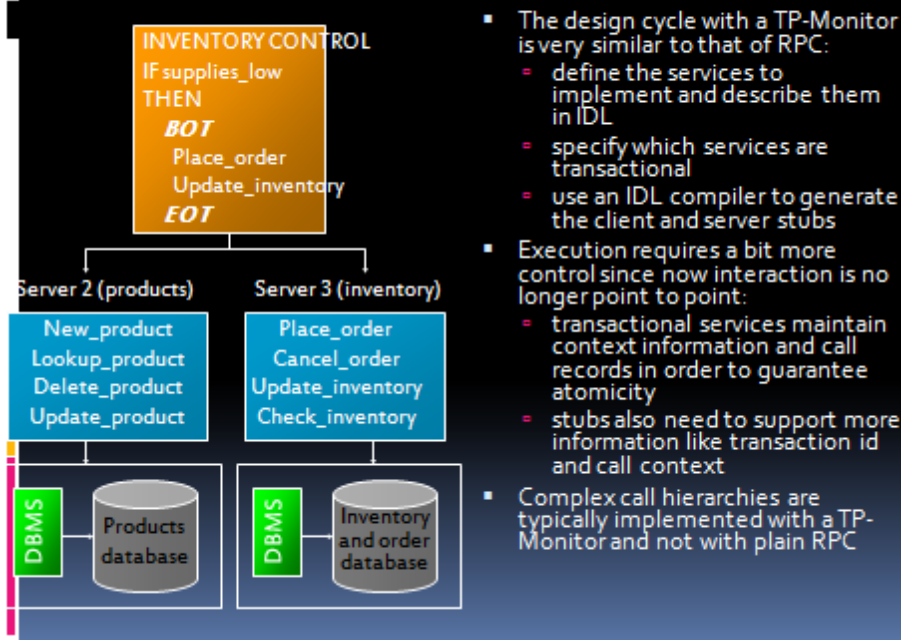 INVENTORY CONTROL
IF supplies_low
THEN
BOT
Place_order
Update_inventory
EOT
Server 2 (products)
New_product
Lookup_product
Delete_product
Update_product
DBMS
Products
database
Server 3 (inventory)
Place_order
Cancel_order
Update_inventory
Check_inventory
DBMS
Inventory
and order
database
The design cycle with a TP-Monitor
is very similar to that of RPC:
define the services to
implement and describe them
in IDL
specify which services are
transactional
use an IDL compiler to generate
the client and server stubs
Execution requires a bit more
control since now interaction is no
longer point to point:
transactional services maintain
context information and call
records in order to guarantee
atomicity
stubs also need to support more
information like transaction id
and call context
Complex call hierarchies are
typically implemented with a TP-
Monitor and not with plain RPC